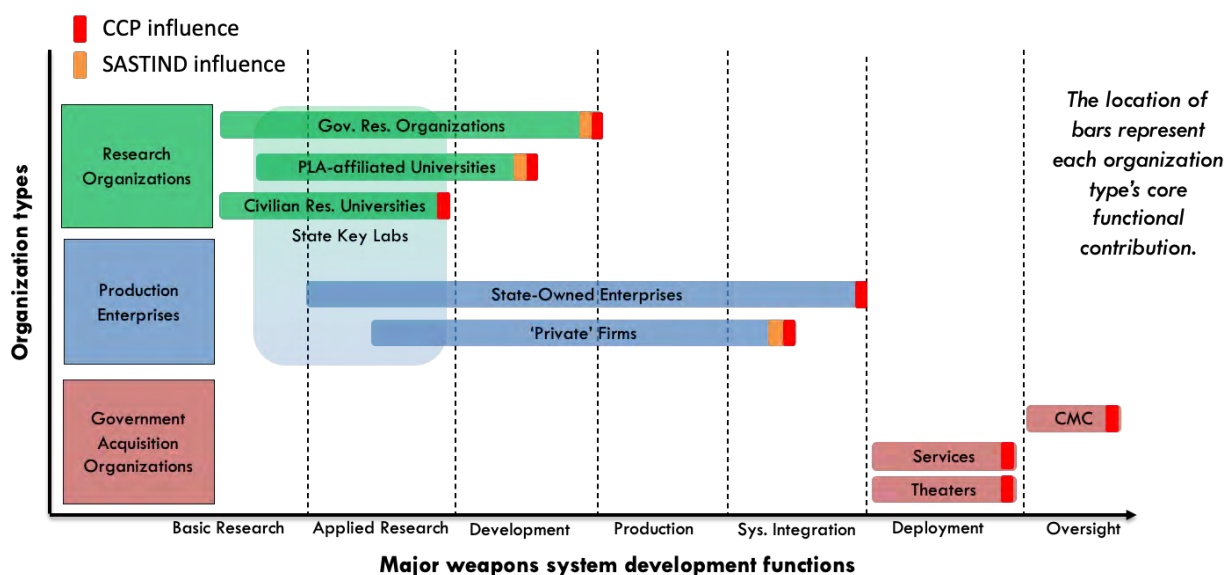 CCP influence
SASTIND influence
Organization types
Research
Organizations
Gov. Res. Organizations
PLA-affiliated Universities
Civilian Res. Universities
State Key Labs
Production
Enterprises
State-Owned Enterprises
'Private' Firms
Government
Acquisition
Organizations
CMC
Services
Theaters
The location of
bars represent
each organization
type's core
functional
contribution.
Basic Research
Applied Research
Development
Production
Sys. Integration
Deployment
Oversight
Major weapons system development functions